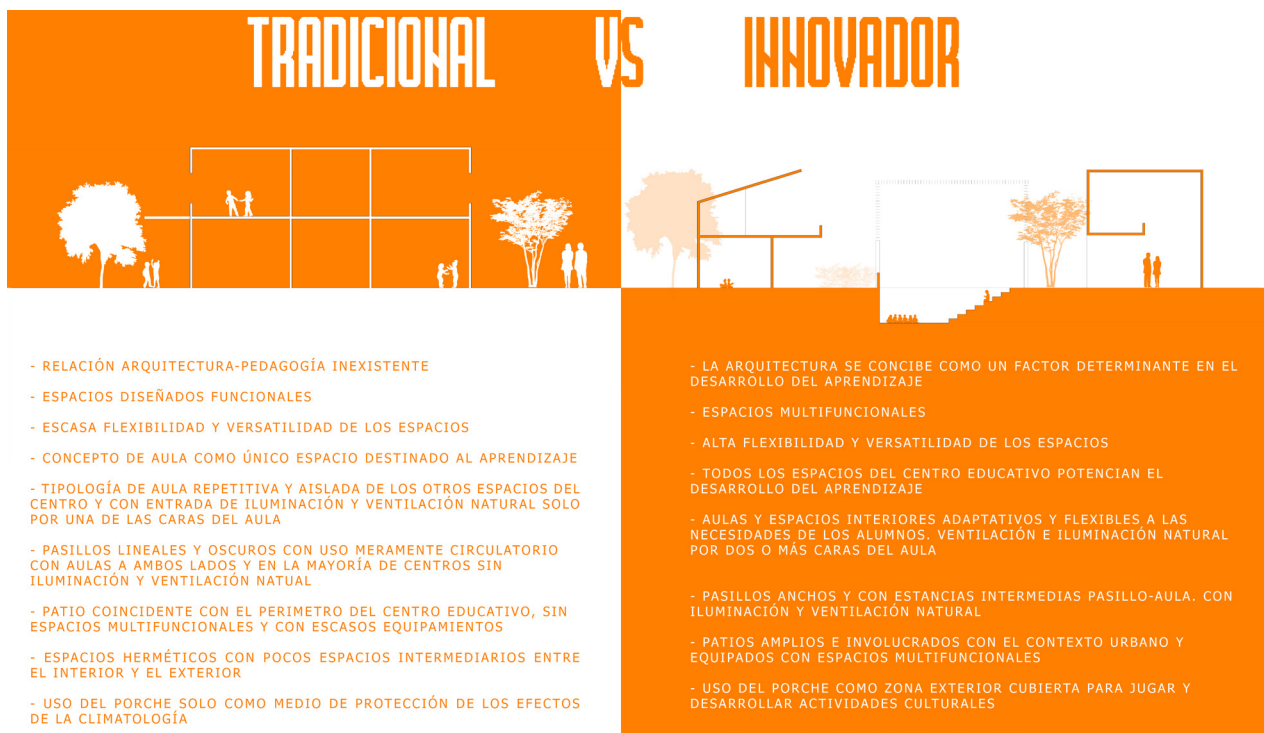 TRADICIONAL VS INNOVADOR
- RELACIÓN ARQUITECTURA-PEDAGOGÍA INEXISTENTE
- ESPACIOS DISEÑADOS FUNCIONALES
- ESCASA FLEXIBILIDAD Y VERSATILIDAD DE LOS ESPACIOS
- CONCEPTO DE AULA COMO ÚNICO ESPACIO DESTINADO AL APRENDIZAJE
- TIPOLOGÍA DE AULA REPETITIVA Y AISLADA DE LOS OTROS ESPACIOS DEL
CENTRO Y CON ENTRADA DE ILUMINACIÓN Y VENTILACIÓN NATURAL SOLO
POR UNA DE LAS CARAS DEL AULA
- PASILLOS LINEALES Y OSCUROS CON USO MERAMENTE CIRCULATORIO
CON AULAS A AMBOS LADOS Y EN LA MAYORÍA DE CENTROS SIN
ILUMINACIÓN Y VENTILACIÓN NATUAL
- PATIO COINCIDENTE CON EL PERIMETRO DEL CENTRO EDUCATIVO, SIN
ESPACIOS MULTIFUNCIONALES Y CON ESCASOS EQUIPAMIENTOS
- ESPACIOS HERMÉTICOS CON POCOS ESPACIOS INTERMEDIARIOS ENTRE
EL INTERIOR Y EL EXTERIOR
- USO DEL PORCHE SOLO COMO MEDIO DE PROTECCIÓN DE LOS EFECTOS
DE LA CLIMATOLOGÍA
- LA ARQUITECTURA SE CONCIBE COMO UN FACTOR DETERMINANTE EN EL
DESARROLLO DEL APRENDIZAJE
- ESPACIOS MULTIFUNCIONALES
- ALTA FLEXIBILIDAD Y VERSATILIDAD DE LOS ESPACIOS
- TODOS LOS ESPACIOS DEL CENTRO EDUCATIVO POTENCIAN EL
DESARROLLO DEL APRENDIZAJE
- AULAS Y ESPACIOS INTERIORES ADAPTATIVOS Y FLEXIBLES A LAS
NECESIDADES DE LOS ALUMNOS. VENTILACIÓN E ILUMINACIÓN NATURAL
POR DOS O MÁS CARAS DEL AULA
- PASILLOS ANCHOS Y CON ESTANCIAS INTERMEDIAS PASILLO-AULA. CON
ILUMINACIÓN Y VENTILACIÓN NATURAL
- PATIOS AMPLIOS E INVOLUCRADOS CON EL CONTEXTO URBANO Y
EQUIPADOS CON ESPACIOS MULTIFUNCIONALES
- USO DEL PORCHE COMO ZONA EXTERIOR CUBIERTA PARA JUGAR Y
DESARROLLAR ACTIVIDADES CULTURALES